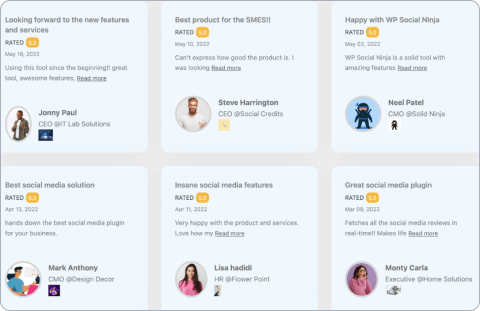 Looking forward to the new features
and services
RATED 5.0
May 18, 2022
Using this tool since the beginning!! great
tool, awesome features, Read more
Jonny Paul
CEO @IT Lab Solutions
Best product for the SMES!!
RATED 5.0
May 10, 2022
Can't express how good the product is. I
was looking Read more
Steve Harrington
CEO @Social Credits
Happy with WP Social NInja
RATED 5.0
May 02, 2022
WP Social Ninja is a solid tool with
amazing features Read more
Neel Patel
CMO @Solid Ninja
Best social media solution
RATED 5.0
Apr 13, 2022
hands down the best social media plugin
for your business.
Mark Anthony
CMO @Design Decor
Insane social media features
RATED 5.0
Apr 11, 2022
Very happy with the product and services.
Love how my Read more
Lisa hadidi
HR @Flower Point
Great social media plugin
RATED 5.0
Mar 09, 2022
Fetches all the social media reviews in
real-time!! Makes life Read more
Monty Carla
Executive @Home Solutions